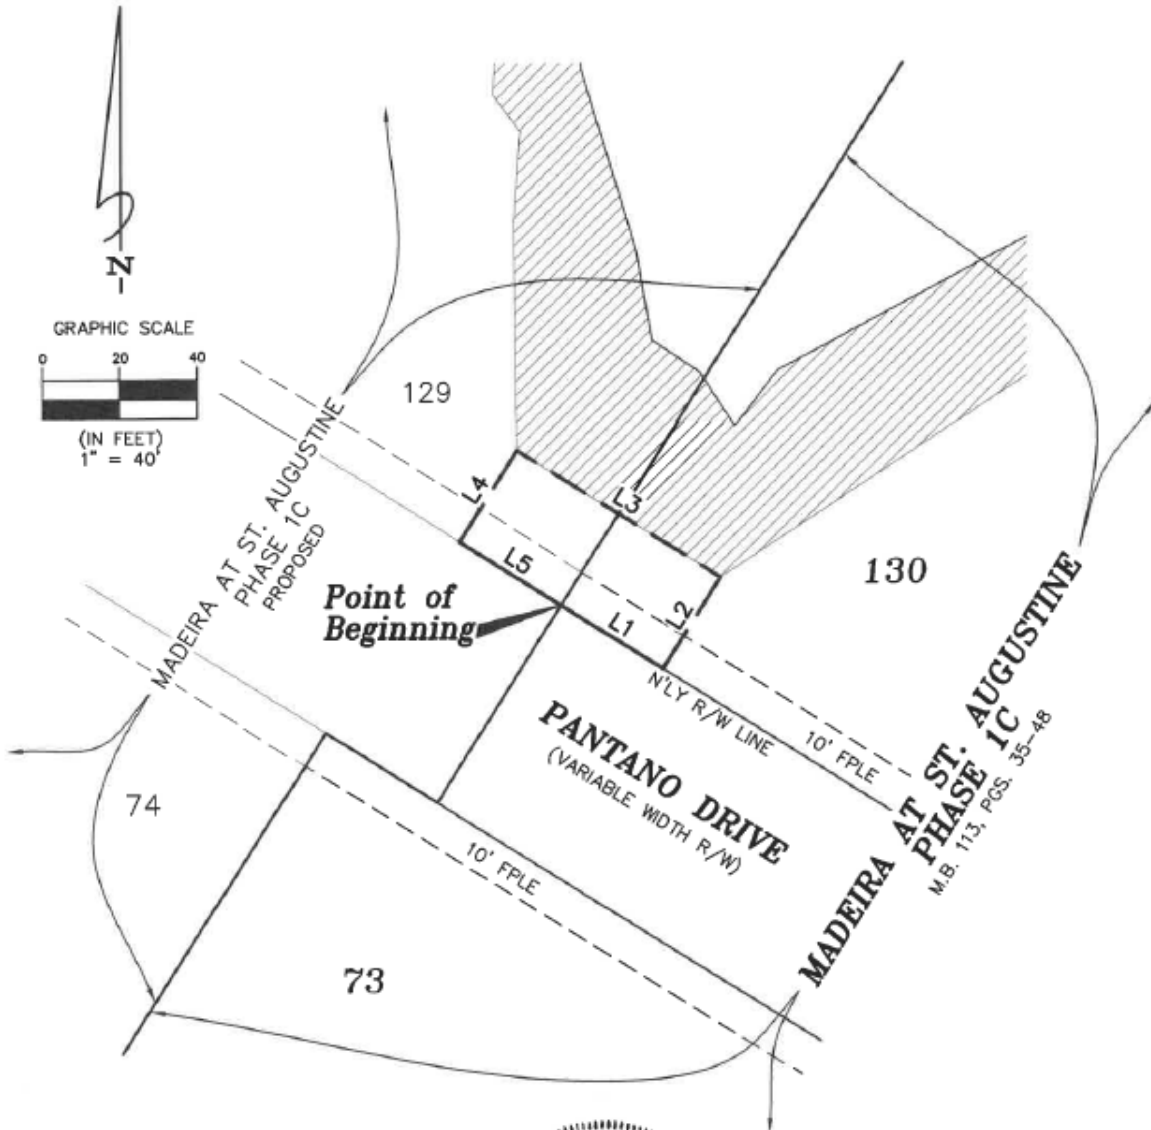 N
GRAPHIC SCALE
0 20 40
(IN FEET)
1" = 40'
129
MADEIRA AT ST. AUGUSTINE
PHASE 1C
PROPOSED
L4
L3
L5
L1
L2
Point of
Beginning
130
N'LY R/W LINE
10' FPLE
PANTANO DRIVE
(VARIABLE WIDTH R/W)
MADEIRA AT ST. AUGUSTINE
PHASE 1C
M.B. 113, PGS. 35-48
74
10' FPLE
73